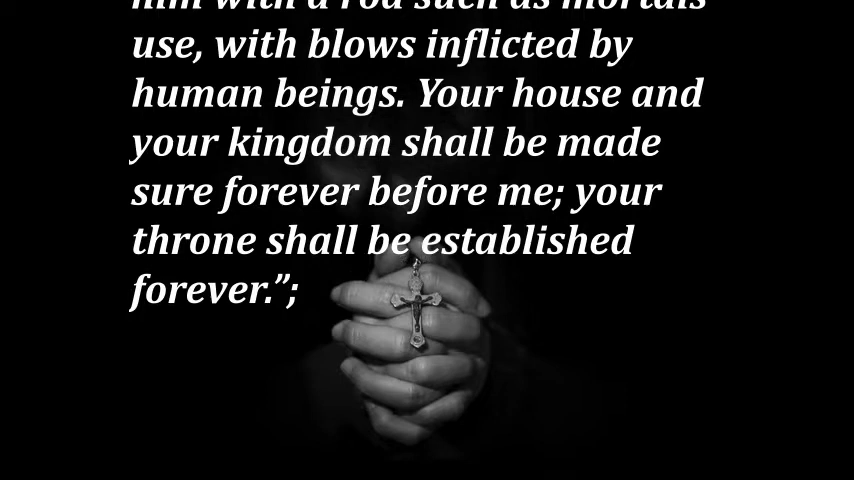 him with a rod such as mortals
use, with blows inflicted by
human beings. Your house and
your kingdom shall be made
sure forever before me; your
throne shall be established
forever.”;